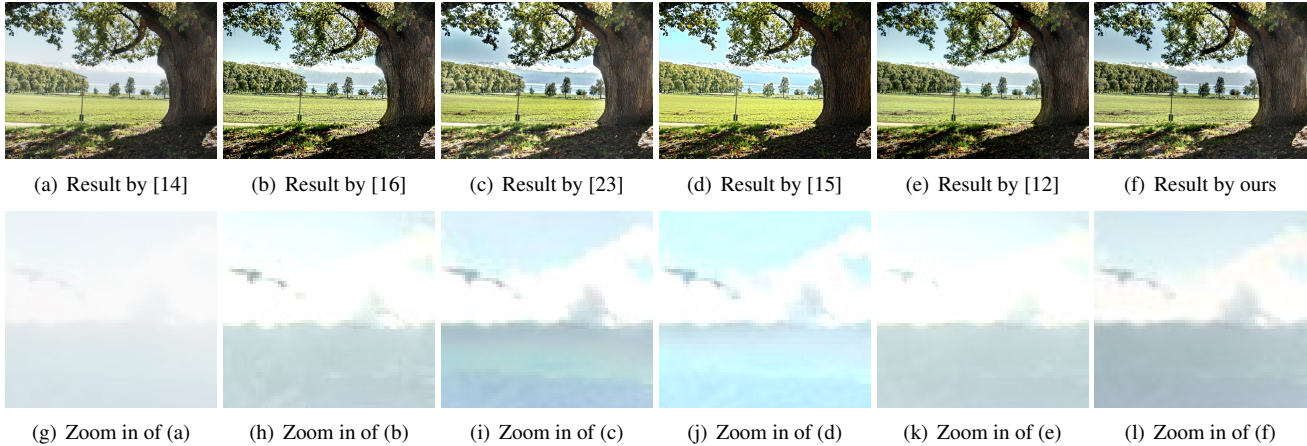 (a) Result by [14]
(b) Result by [16]
(c) Result by [23]
(d) Result by [15]
(e) Result by [12]
(f) Result by ours
(g) Zoom in of (a)
(h) Zoom in of (b)
(i) Zoom in of (c)
(j) Zoom in of (d)
(k) Zoom in of (e)
(l) Zoom in of (f)